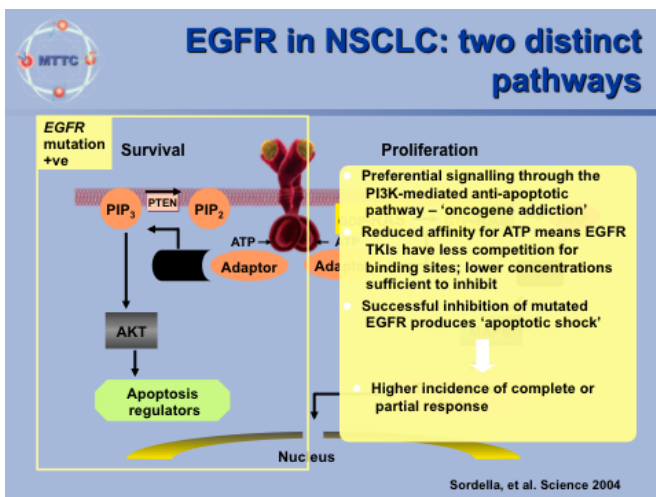 MTTC
EGFR in NSCLC: two distinct
pathways
EGFR
mutation
+ve
Survival
Proliferation
PIP3
PTEN
PIP2
ATP
Adaptor
AKT
Apoptosis
regulators
Nucleus
Preferential signalling through the
PI3K-mediated anti-apoptotic
pathway – ‘oncogene addiction’
Reduced affinity for ATP means EGFR
TKIs have less competition for
binding sites; lower concentrations
sufficient to inhibit
Successful inhibition of mutated
EGFR produces ‘apoptotic shock’
Higher incidence of complete or
partial response
Sordella, et al. Science 2004